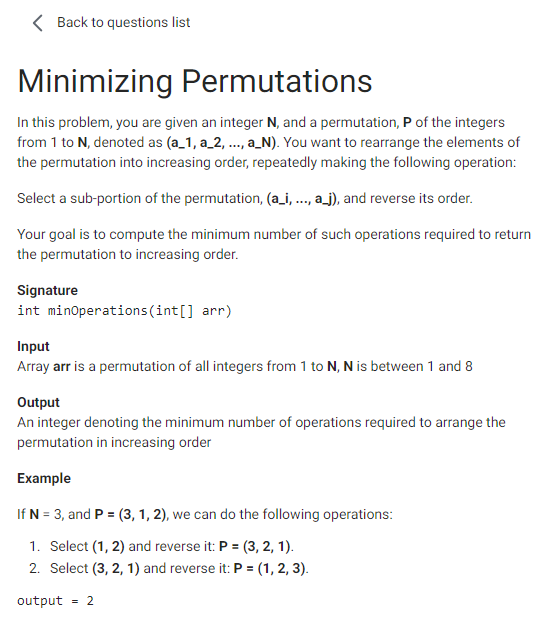 Back to questions list
Minimizing Permutations
In this problem, you are given an integer N, and a permutation, P of the integers
from 1 to N, denoted as (a_1, a_2, ..., a_N). You want to rearrange the elements of
the permutation into increasing order, repeatedly making the following operation:
Select a sub-portion of the permutation, (a_i, ..., a_j), and reverse its order.
Your goal is to compute the minimum number of such operations required to return
the permutation to increasing order.
Signature
int minOperations(int[] arr)
Input
Array arr is a permutation of all integers from 1 to N, N is between 1 and 8
Output
An integer denoting the minimum number of operations required to arrange the
permutation in increasing order
Example
If N = 3, and P = (3, 1, 2), we can do the following operations:
1. Select (1, 2) and reverse it: P = (3, 2, 1).
2. Select (3, 2, 1) and reverse it: P = (1, 2, 3).
output = 2